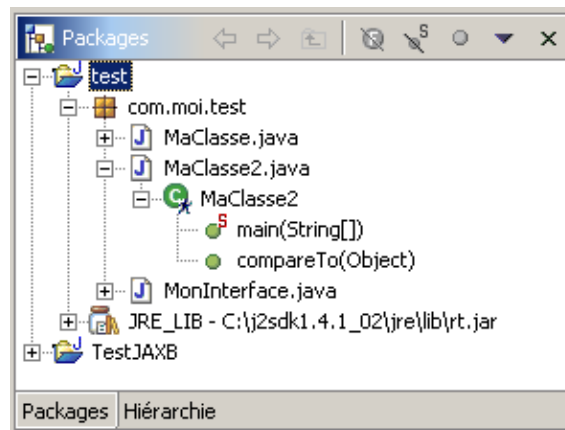 Packages
test
com.moi.test
MaClasse.java
MaClasse2.java
MaClasse2
main(String[])
compareTo(Object)
MonInterface.java
JRE_LIB - C:\j2sdk1.4.1_02\jre\lib\rt.jar
TestJAXB
Packages Hiérarchie